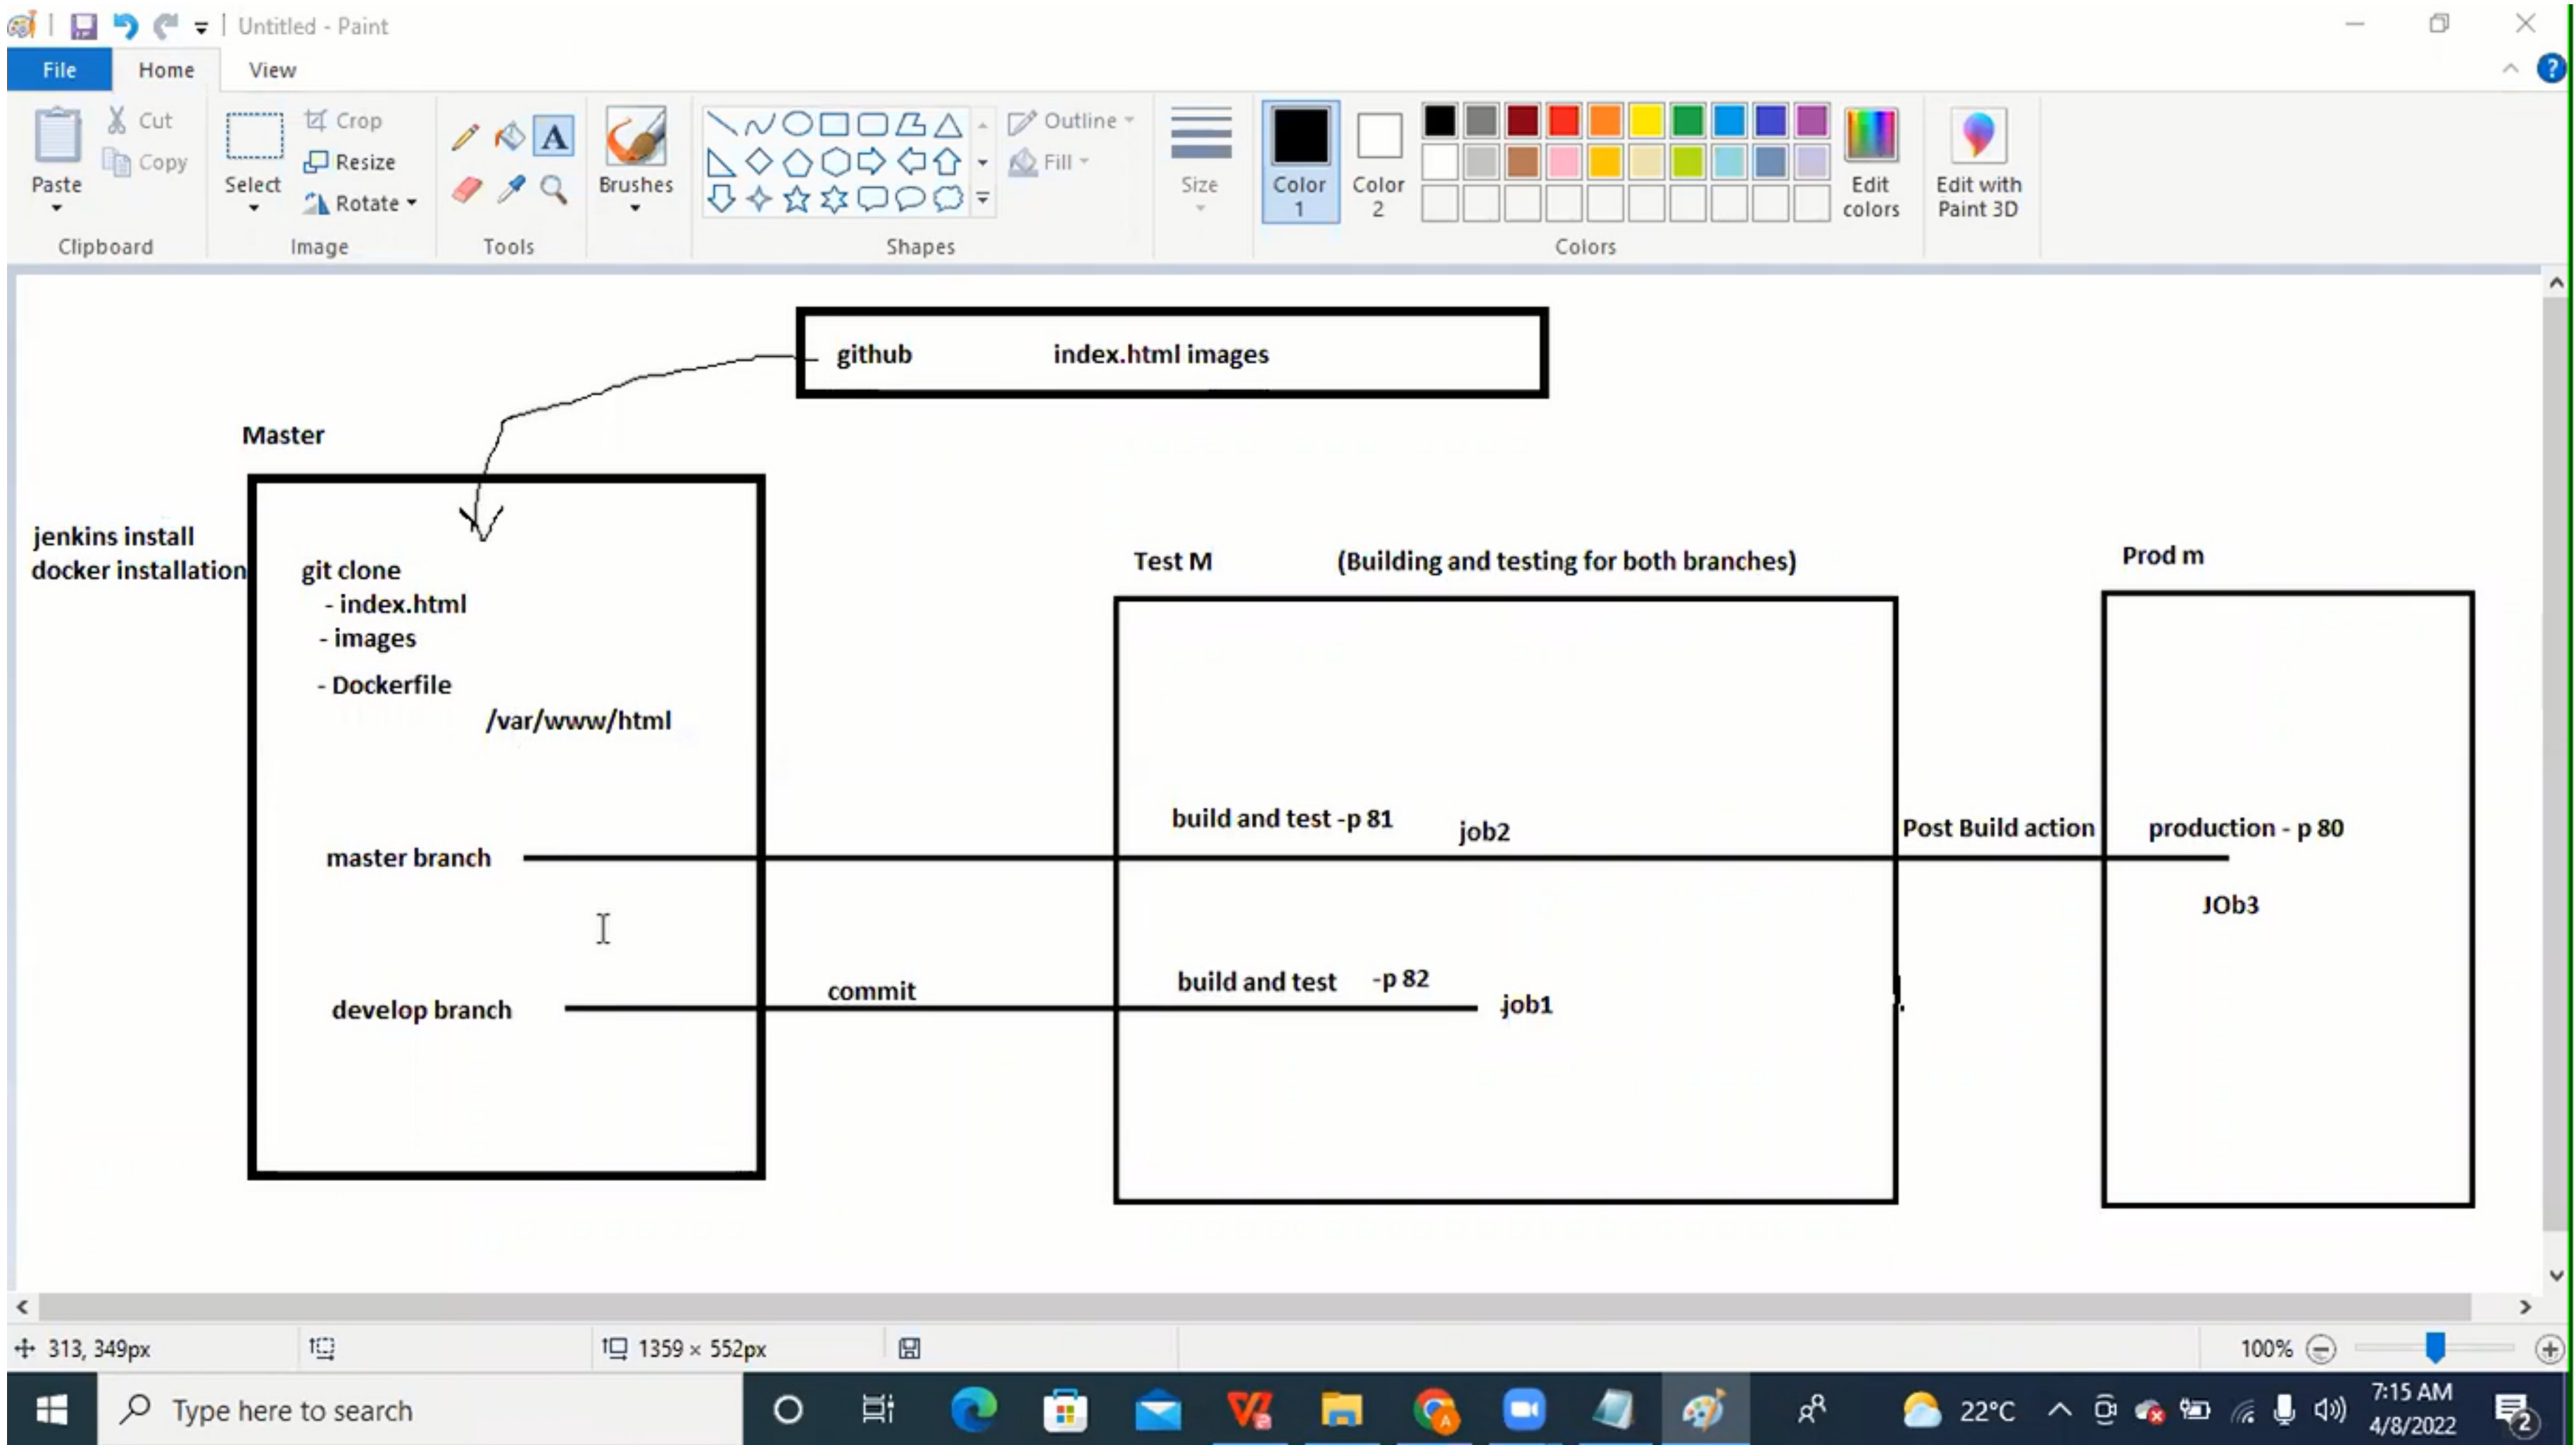 Untitled - Paint
File Home View
Paste
Cut
Copy
Clipboard
Select
Crop
Resize
Rotate
Image
A
Tools
Brushes
Shapes
Outline
Fill
Size
Color 1
Color 2
Colors
Edit colors
Edit with Paint 3D
github index.html images
Master
jenkins install
docker installation
git clone
- index.html
- images
- Dockerfile
/var/www/html
Test M (Building and testing for both branches)
Prod m
build and test -p 81 job2
Post Build action
production - p 80
master branch
JOb3
commit
build and test -p 82
develop branch
job1
313, 349px
1359 × 552px
100%
Type here to search
22°C
7:15 AM
4/8/2022
2